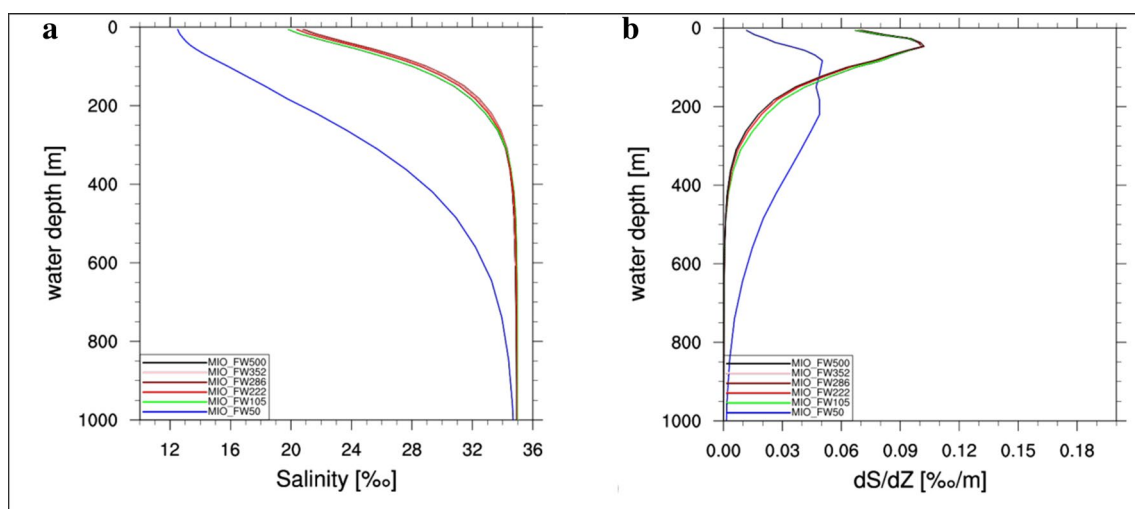 a
0
200
400
600
800
1000
water depth [m]
MIO_FW500
MIO_FW352
MIO_FW286
MIO_FW222
MIO_FW105
MIO_FW50
12 16 20 24 28 32 36
Salinity [‰]
b
0
200
400
600
800
1000
water depth [m]
MIO_FW500
MIO_FW352
MIO_FW286
MIO_FW222
MIO_FW105
MIO_FW50
0.00 0.03 0.06 0.09 0.12 0.15 0.18
dS/dZ [‰/m]